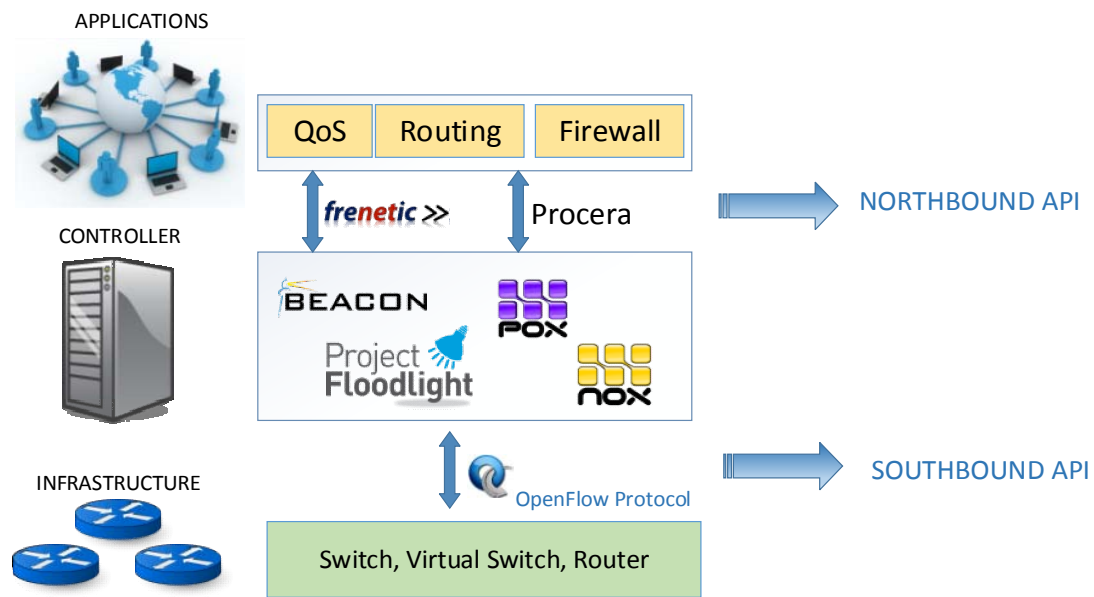 APPLICATIONS
QoS
Routing
Firewall
frenetic >>
Procera
NORTHBOUND API
CONTROLLER
BEACON
POX
Project
Floodlight
nox
SOUTHBOUND API
INFRASTRUCTURE
OpenFlow Protocol
Switch, Virtual Switch, Router